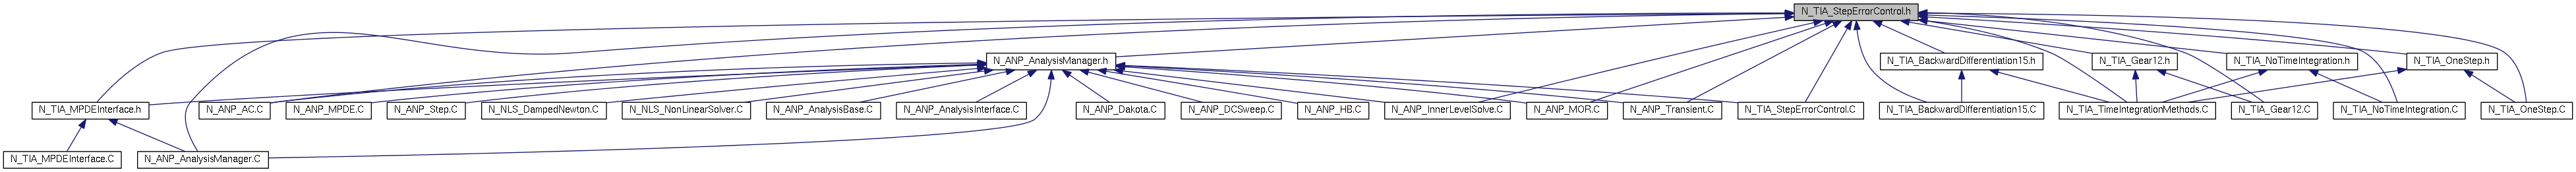 N_TIA_StepErrorControl.h
N_ANP_AnalysisManager.h
N_TIA_BackwardDifferentiation15.h
N_TIA_Gear12.h
N_TIA_NoTimeIntegration.h
N_TIA_OneStep.h
N_TIA_MPDEInterface.h
N_ANP_AC.C
N_ANP_MPDE.C
N_ANP_Step.C
N_NLS_DampedNewton.C
N_NLS_NonLinearSolver.C
N_ANP_AnalysisBase.C
N_ANP_AnalysisInterface.C
N_ANP_Dakota.C
N_ANP_DCSweep.C
N_ANP_HB.C
N_ANP_InnerLevelSolve.C
N_ANP_MOR.C
N_ANP_Transient.C
N_TIA_StepErrorControl.C
N_TIA_BackwardDifferentiation15.C
N_TIA_TimeIntegrationMethods.C
N_TIA_Gear12.C
N_TIA_NoTimeIntegration.C
N_TIA_OneStep.C
N_TIA_MPDEInterface.C
N_ANP_AnalysisManager.C